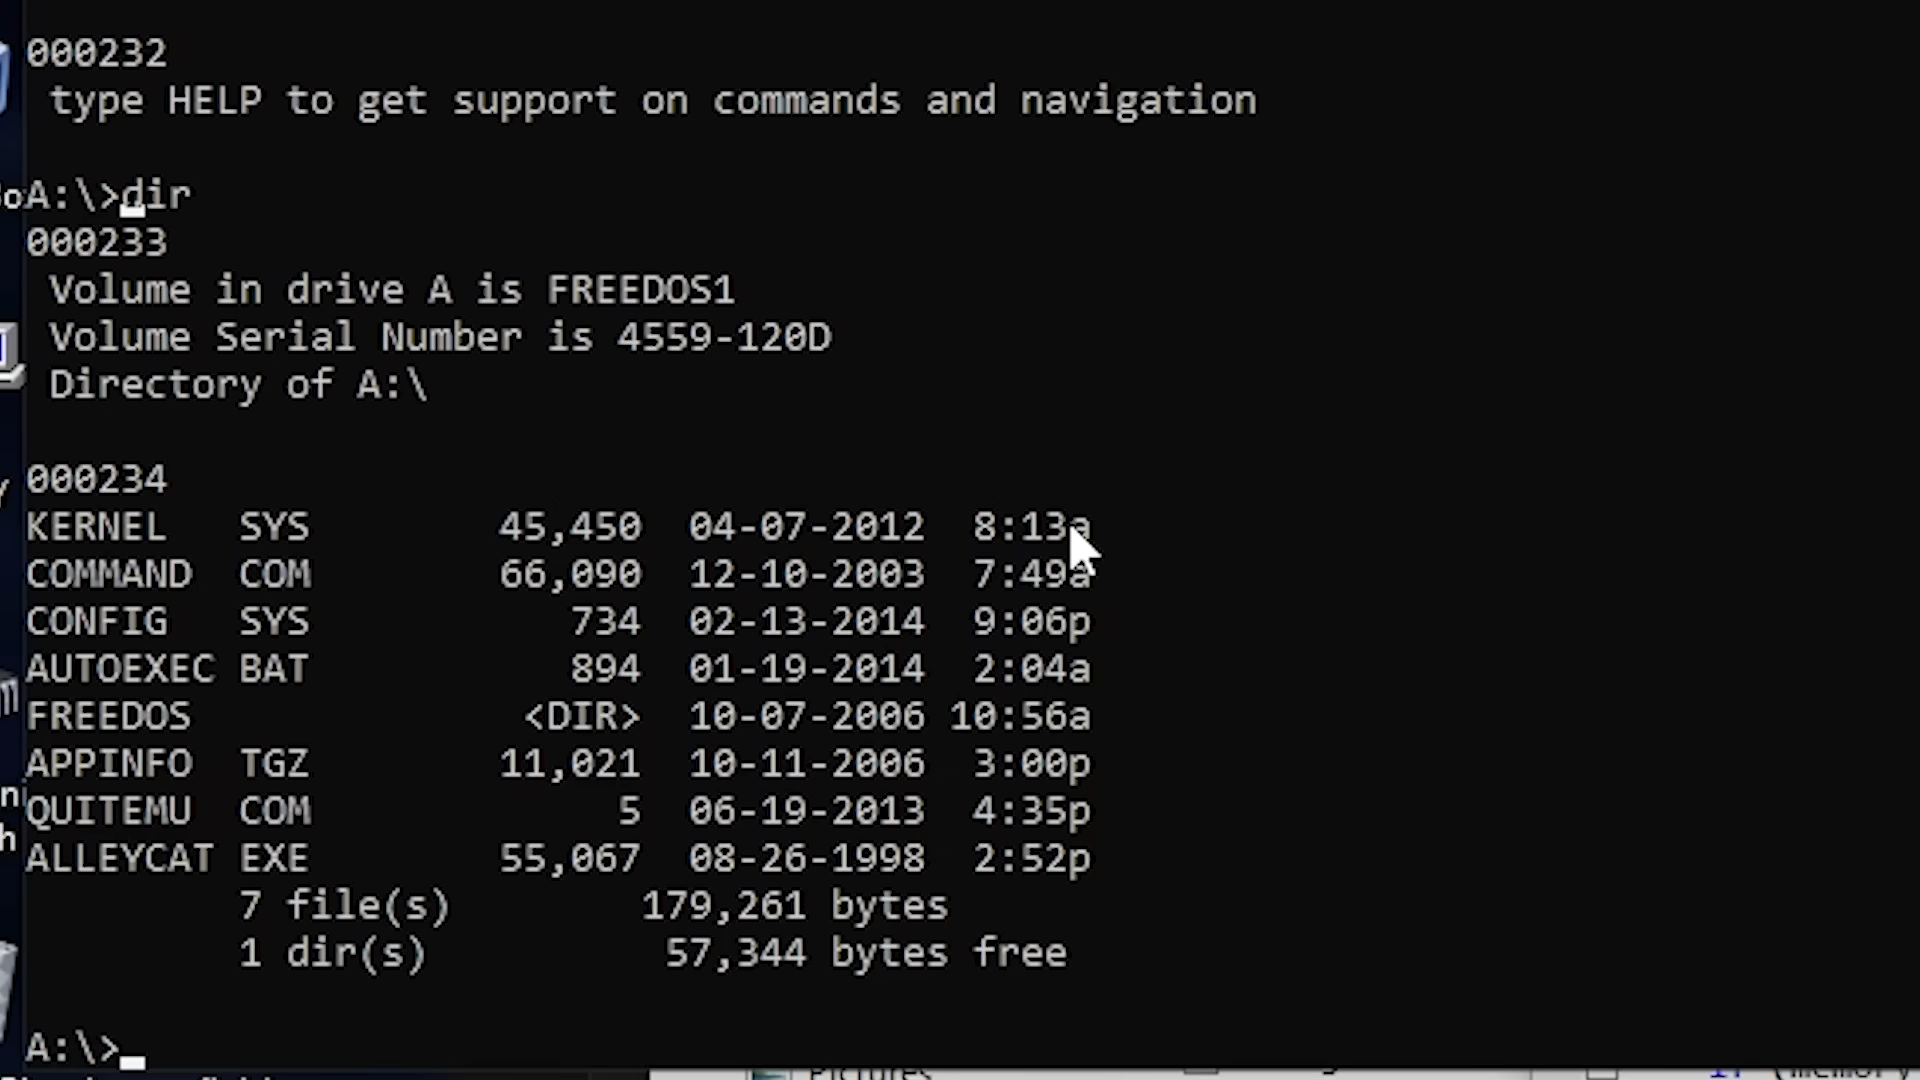 000232
type HELP to get support on commands and navigation
A:\>dir
000233
Volume in drive A is FREEDOS1
Volume Serial Number is 4559-120D
Directory of A:\
000234
KERNEL SYS 45,450 04-07-2012 8:13a
COMMAND COM 66,090 12-10-2003 7:49a
CONFIG SYS 734 02-13-2014 9:06p
AUTOEXEC BAT 894 01-19-2014 2:04a
FREEDOS <DIR> 10-07-2006 10:56a
APPINFO TGZ 11,021 10-11-2006 3:00p
QUITEMU COM 5 06-19-2013 4:35p
ALLEYCAT EXE 55,067 08-26-1998 2:52p
7 file(s) 179,261 bytes
1 dir(s) 57,344 bytes free
A:\>
Pictures